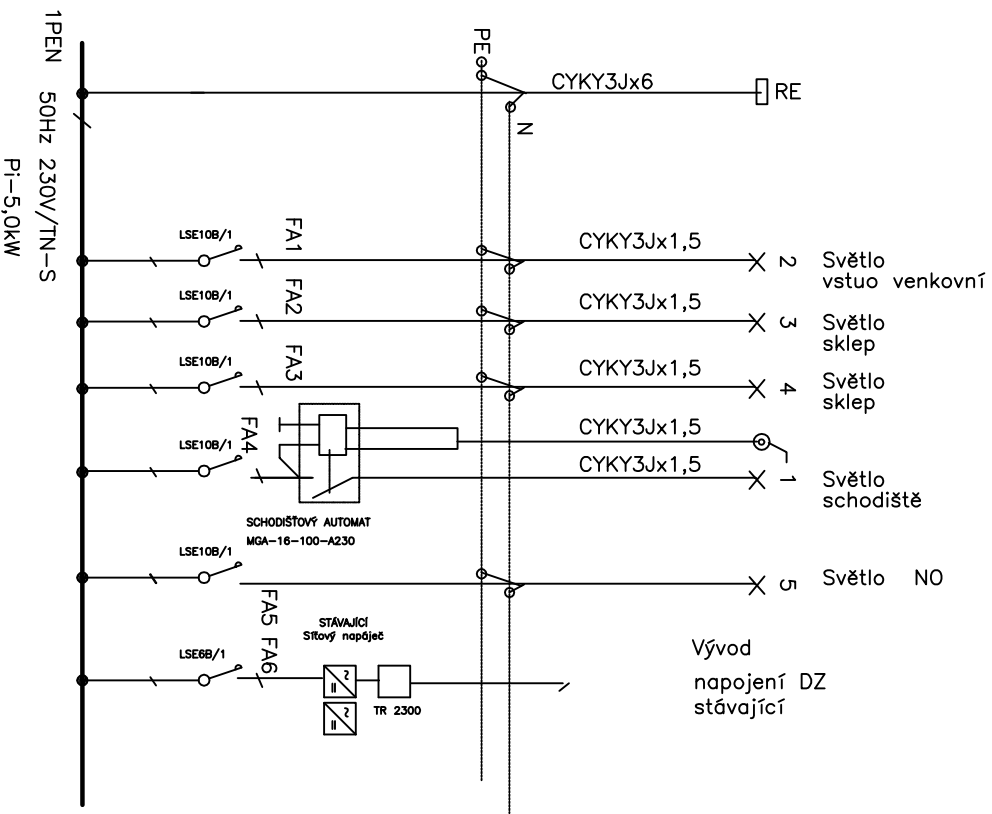 1PEN 50Hz 230V/TN-S
Pi-5,0kW
PE
N
CYKY3Jx6
RE
LSE10B/1
FA1
CYKY3Jx1,5
2
Světlo
vstuo venkovní
LSE10B/1
FA2
CYKY3Jx1,5
3
Světlo
sklep
LSE10B/1
FA3
CYKY3Jx1,5
4
Světlo
sklep
CYKY3Jx1,5
LSE10B/1
FA4
CYKY3Jx1,5
1
Světlo
schodiště
SCHODIŠŤOVÝ AUTOMAT
MGA-16-100-A230
LSE10B/1
FA5
5
Světlo NO
LSE6B/1
FA6
STÁVAJÍCÍ
Síťový napáječ
TR 2300
Vývod
napojení DZ
stávající